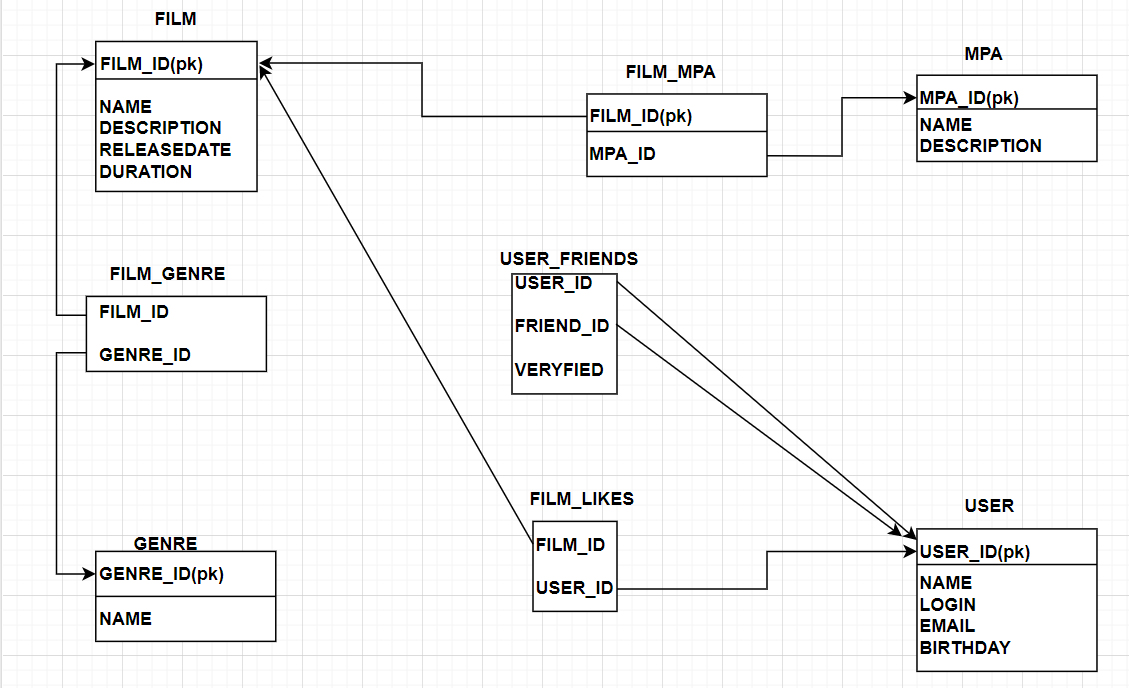 FILM
FILM_ID(pk)
NAME
DESCRIPTION
RELEASEDATE
DURATION
FILM_MPA
FILM_ID(pk)
MPA_ID
MPA
MPA_ID(pk)
NAME
DESCRIPTION
FILM_GENRE
FILM_ID
GENRE_ID
USER_FRIENDS
USER_ID
FRIEND_ID
VERYFIED
GENRE
GENRE_ID(pk)
NAME
FILM_LIKES
FILM_ID
USER_ID
USER
USER_ID(pk)
NAME
LOGIN
EMAIL
BIRTHDAY